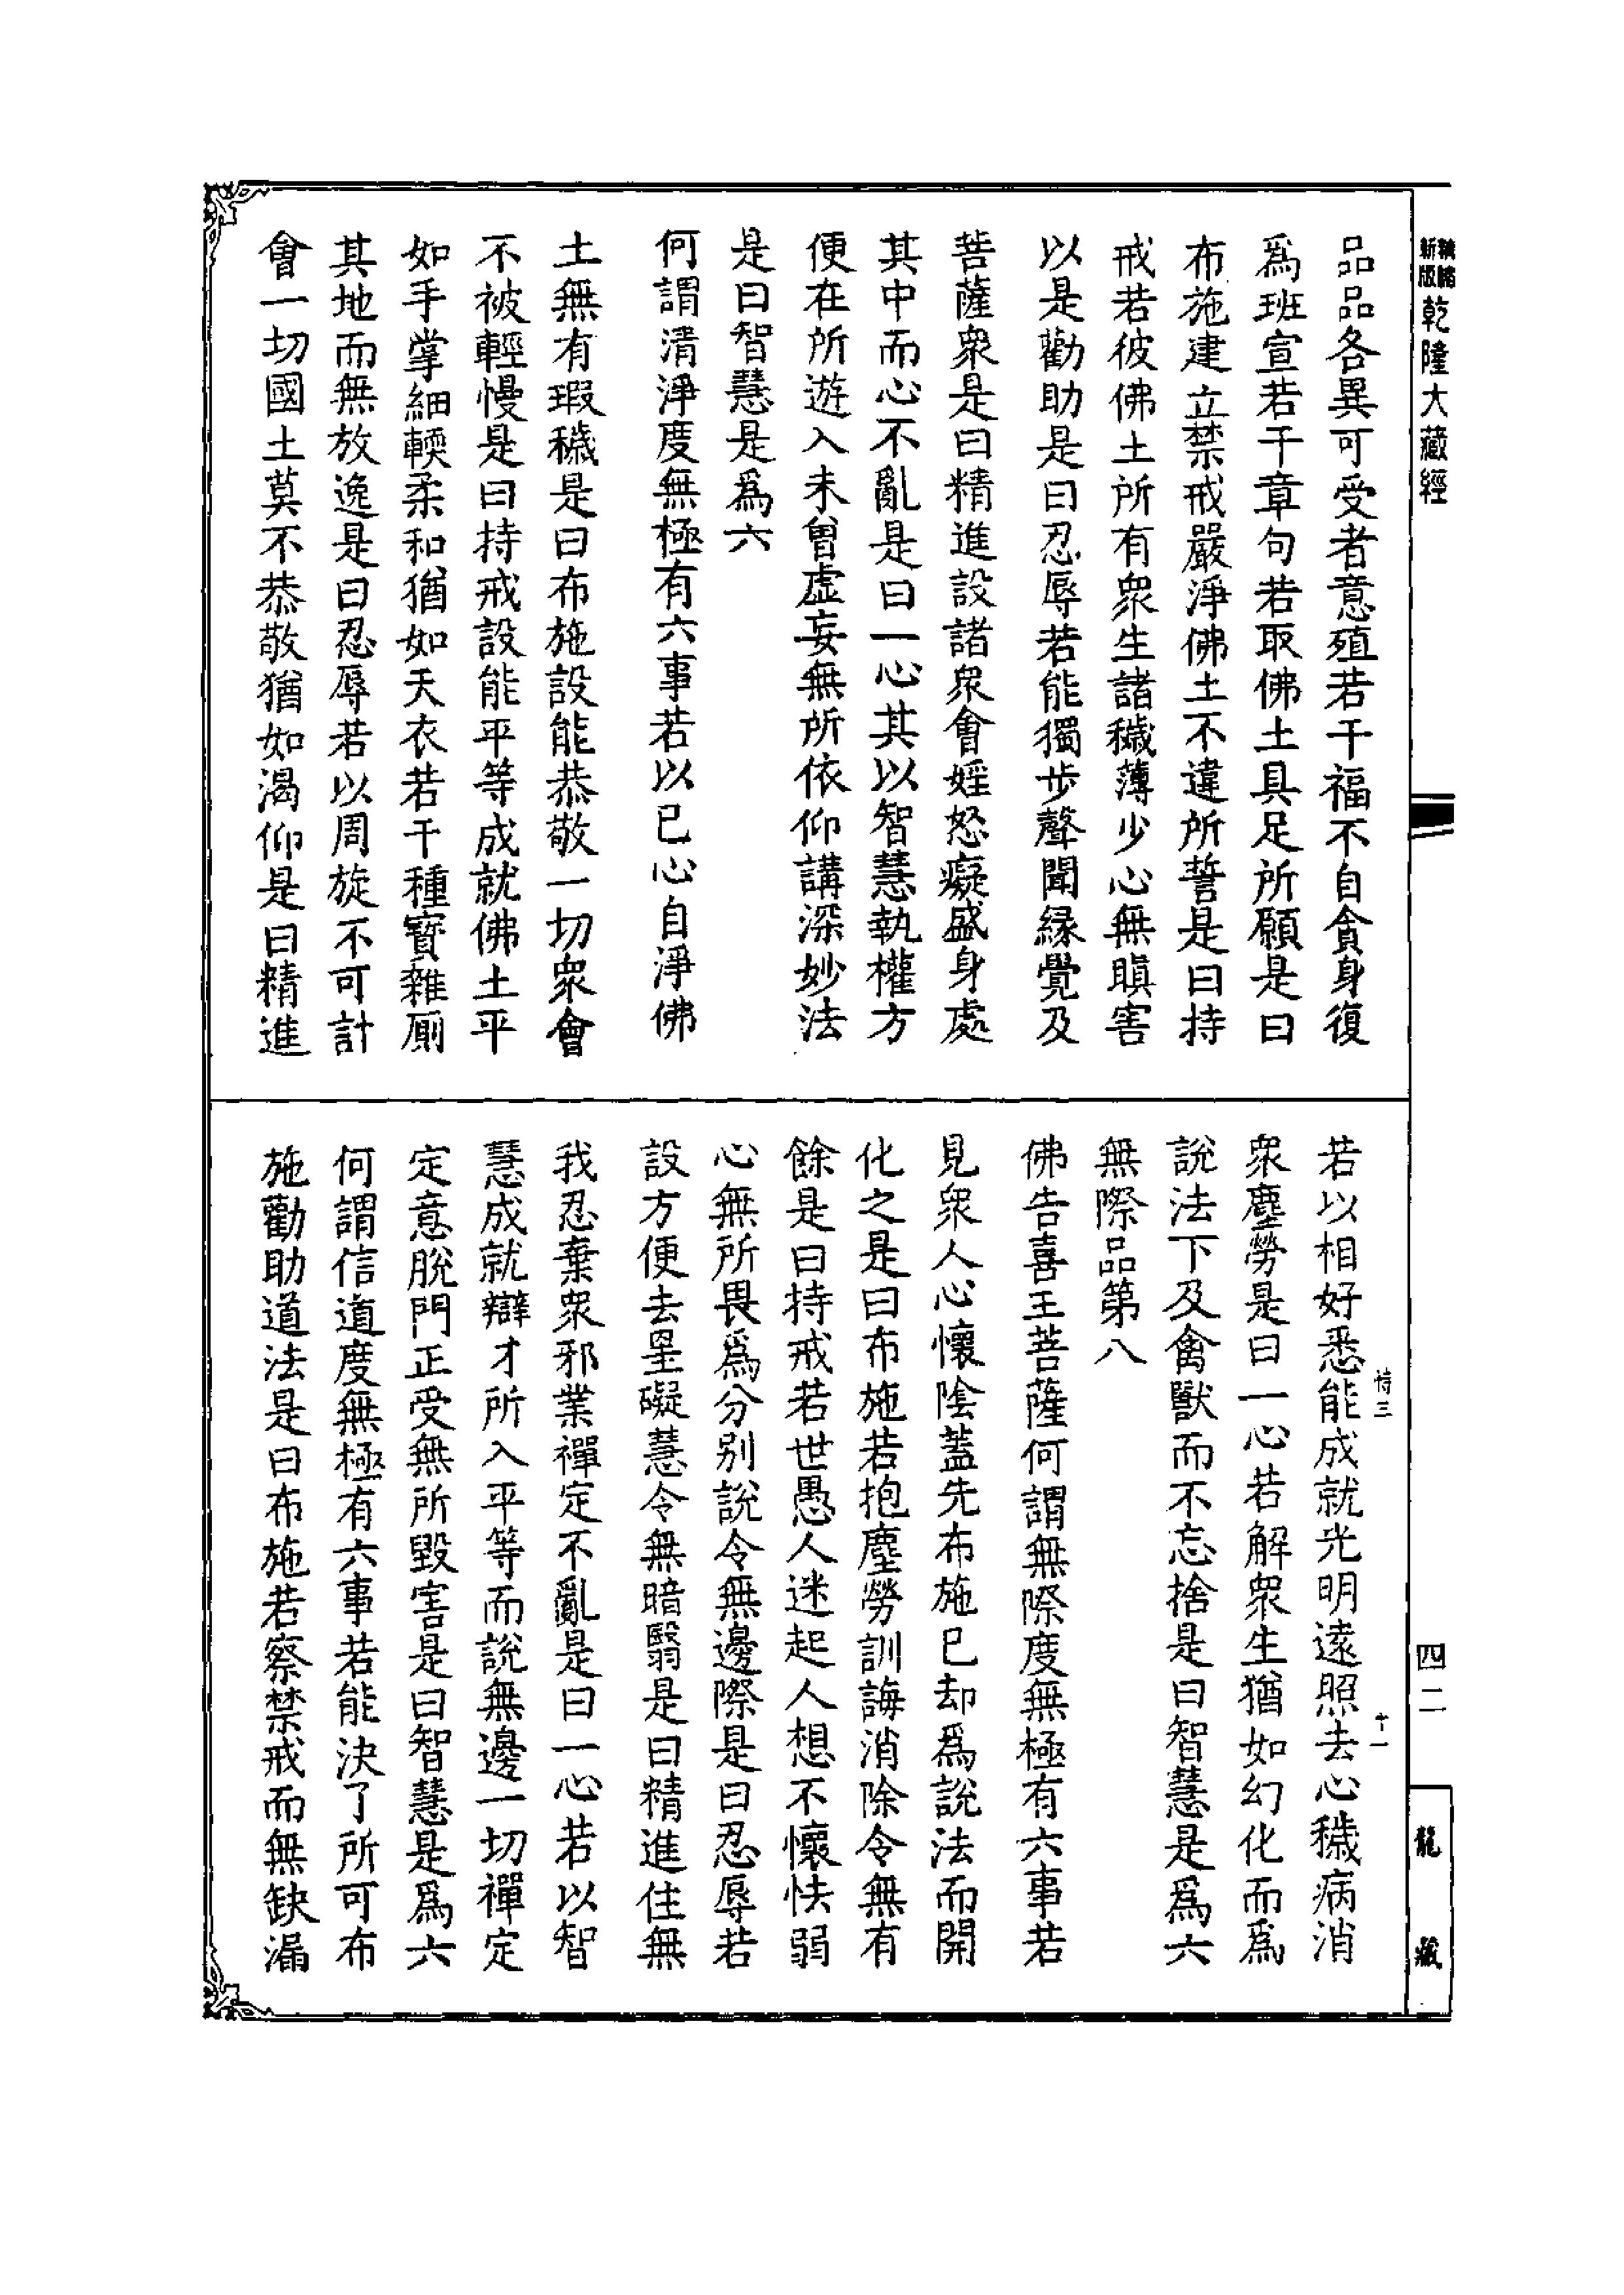 精縮
新版
乾隆大藏經
品品各異可受者意殖若干福不自貪身復
爲班宣若干章句若取佛土具足所願是曰
布施建立禁戒嚴淨佛土不違所誓是曰持
戒若彼佛土所有衆生諸穢薄少心無瞋害
以是勸助是曰忍辱若能獨步聲聞緣覺及
菩薩衆是曰精進設諸衆會婬怒癡盛身處
其中而心不亂是曰一心其以智慧執權方
便在所遊入未曾虛妄無所依仰講深妙法
是曰智慧是爲六
何謂清淨度無極有六事若以已心自淨佛
土無有瑕穢是曰布施設能恭敬一切衆會
不被輕慢是曰持戒設能平等成就佛土平
如手掌細輭柔和猶如天衣若干種寶雜廁
其地而無放逸是曰忍辱若以周旋不可計
會一切國土莫不恭敬猶如渴仰是曰精進
若以相好悉能成就光明遠照去心穢病消
衆塵勞是曰一心若解衆生猶如幻化而爲
說法下及禽獸而不忘捨是曰智慧是爲六
無際品第八
佛告喜王菩薩何謂無際度無極有六事若
見衆人心懷陰蓋先布施已却爲說法而開
化之是曰布施若抱塵勞訓誨消除令無有
餘是曰持戒若世愚人迷起人想不懷怯弱
心無所畏爲分別說令無邊際是曰忍辱若
設方便去罣礙慧令無暗翳是曰精進住無
我忍棄衆邪業禪定不亂是曰一心若以智
慧成就辯才所入平等而說無邊一切禪定
定意脫門正受無所毀害是曰智慧是爲六
何謂信道度無極有六事若能決了所可布
施勸助道法是曰布施若察禁戒而無缺漏
詩三
十一
四二
龍藏